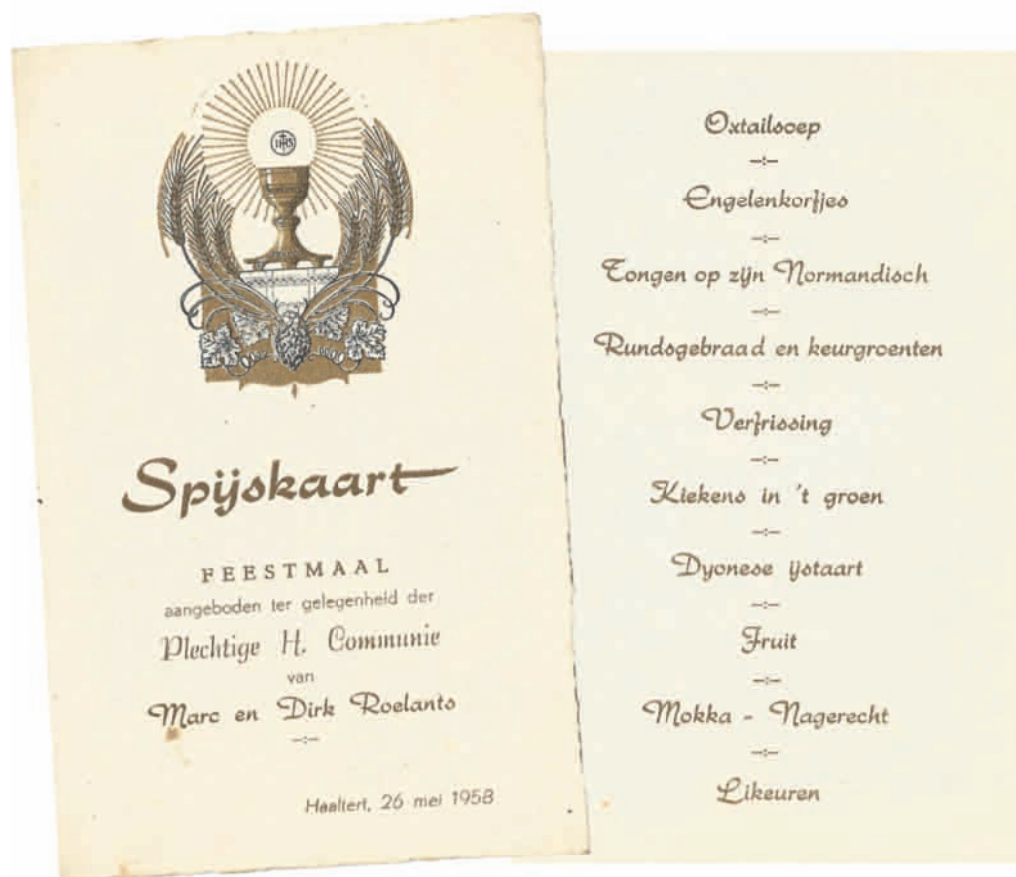 IHS
Spijskaart
FEESTMAAL
aangeboden ter gelegenheid der
Plechtige H. Communie
van
Marc en Dirk Roelants
—:—
Haaltert, 26 mei 1958
Oxtailsoep
—:—
Engelenkorfjes
—:—
Tongen op zijn Normandisch
—:—
Rundsgebraad en keurgroenten
—:—
Verfrissing
—:—
Kiekens in 't groen
—:—
Dyonese ijstaart
—:—
Fruit
—:—
Mokka - Nagerecht
—:—
Likeuren